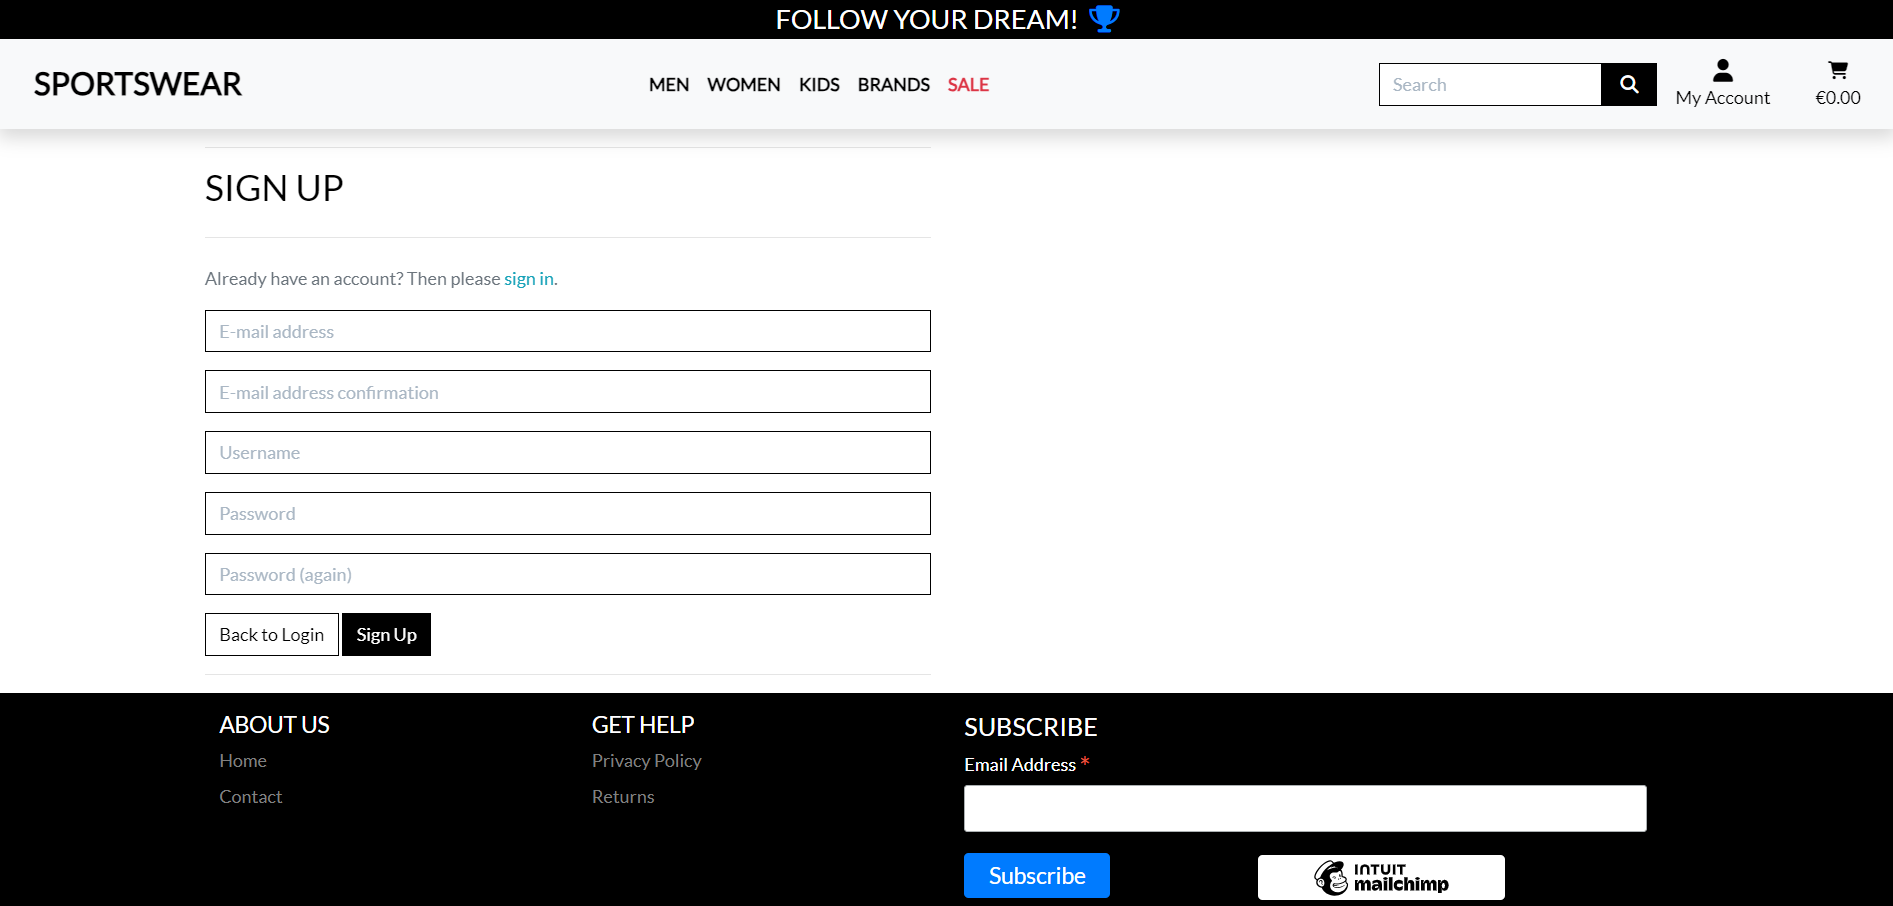 FOLLOW YOUR DREAM!
SPORTSWEAR
MEN WOMEN KIDS BRANDS SALE
Search
My Account
€0.00
SIGN UP
Already have an account? Then please sign in.
E-mail address
E-mail address confirmation
Username
Password
Password (again)
Back to Login
Sign Up
ABOUT US
Home
Contact
GET HELP
Privacy Policy
Returns
SUBSCRIBE
Email Address *
Subscribe
INTUIT
mailchimp